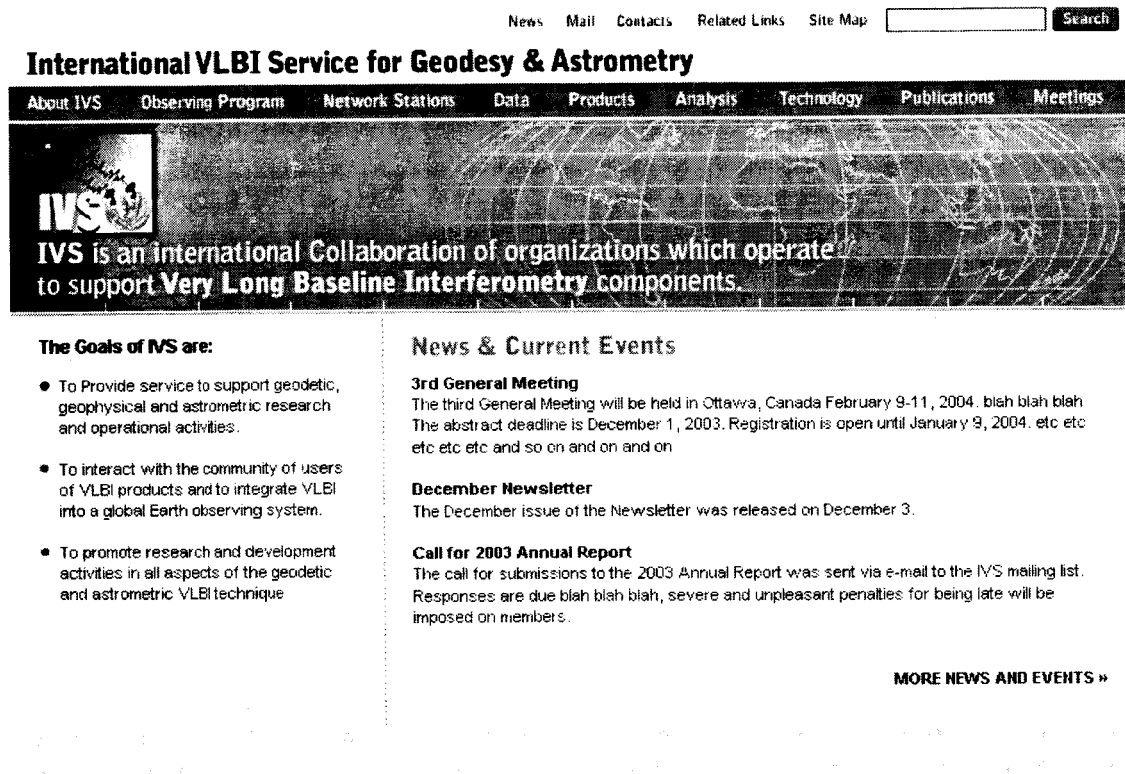 News Mail Contacts Related Links Site Map Search
International VLBI Service for Geodesy & Astrometry
About IVS Observing Program Network Stations Data Products Analysis Technology Publications Meetings
IVS
IVS is an international Collaboration of organizations which operate
to support Very Long Baseline Interferometry components.
The Goals of IVS are:
• To Provide service to support geodetic,
geophysical and astrometric research
and operational activities.
• To interact with the community of users
of VLBI products and to integrate VLBI
into a global Earth observing system.
• To promote research and development
activities in all aspects of the geodetic
and astrometric VLBI technique
News & Current Events
3rd General Meeting
The third General Meeting will be held in Ottawa, Canada February 9-11, 2004. blah blah blah
The abstract deadline is December 1, 2003. Registration is open until January 9, 2004. etc etc
etc etc etc and so on and on and on
December Newsletter
The December issue of the Newsletter was released on December 3.
Call for 2003 Annual Report
The call for submissions to the 2003 Annual Report was sent via e-mail to the IVS mailing list.
Responses are due blah blah blah, severe and unpleasant penalties for being late will be
imposed on members.
MORE NEWS AND EVENTS »